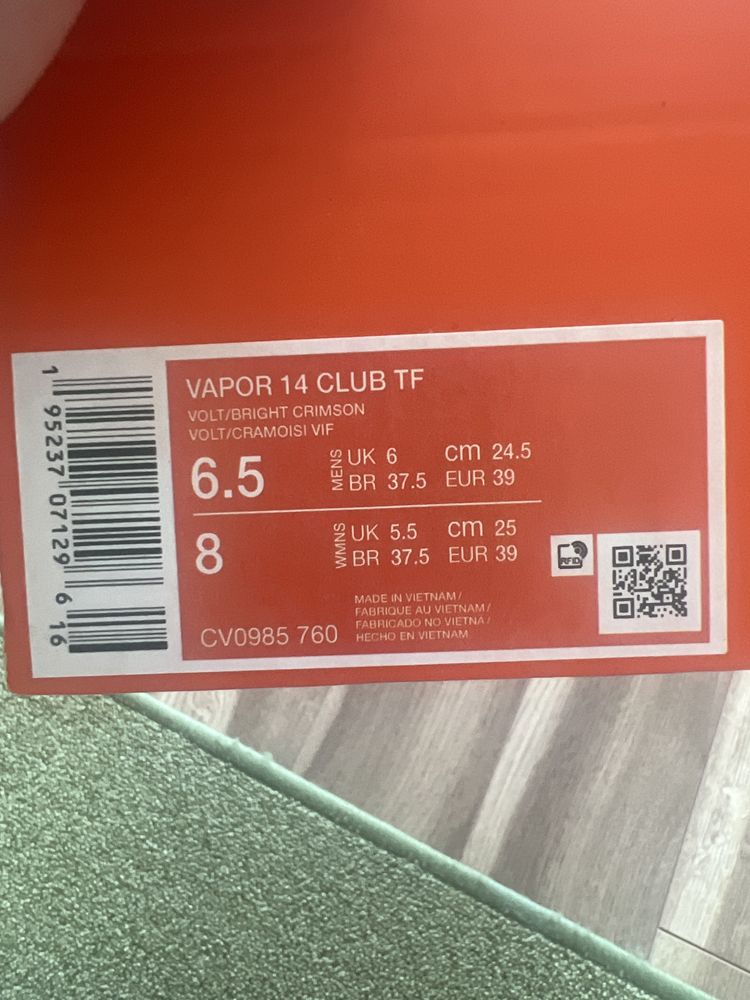 VAPOR 14 CLUB TF
VOLT/BRIGHT CRIMSON
VOLT/CRAMOISI VIF
6.5 MENS UK 6 cm 24.5
BR 37.5 EUR 39
8 WMNS UK 5.5 cm 25
BR 37.5 EUR 39
RFID
MADE IN VIETNAM/
FABRIQUE AU VIETNAM/
FABRICADO NO VIETNA/
HECHO EN VIETNAM
CV0985 760
1 95237 07129 6 16